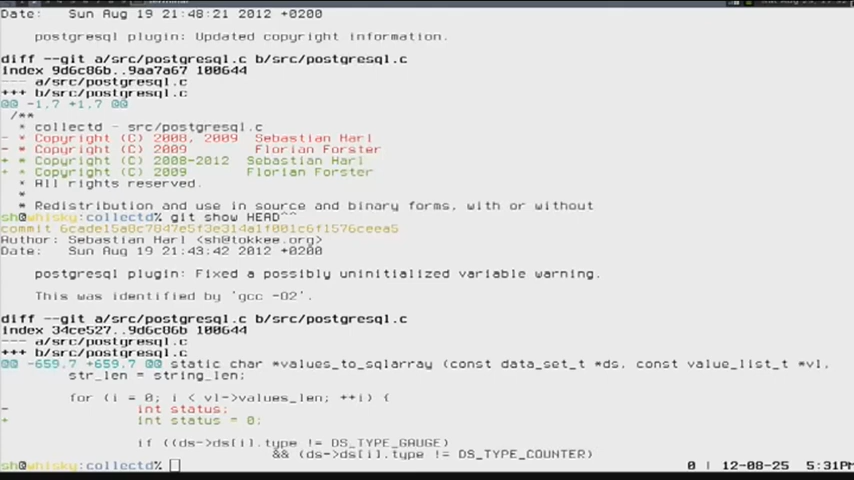 Date:   Sun Aug 19 21:48:21 2012 +0200
postgresql plugin: Updated copyright information.
diff --git a/src/postgresql.c b/src/postgresql.c
index 9d6c86b..9aa7a67 100644
--- a/src/postgresql.c
+++ b/src/postgresql.c
@@ -1,7 +1,7 @@
/**
* collectd - src/postgresql.c
- * Copyright (C) 2008, 2009  Sebastian Harl
- * Copyright (C) 2009        Florian Forster
+ * Copyright (C) 2008-2012  Sebastian Harl
+ * Copyright (C) 2009       Florian Forster
* All rights reserved.
*
* Redistribution and use in source and binary forms, with or without
sh@whisky:collectd% git show HEAD^^
commit 6cade15a8c7847e5f3e314a1f001c6f1576ceea5
Author: Sebastian Harl <sh@tokkee.org>
Date:   Sun Aug 19 21:43:42 2012 +0200
postgresql plugin: Fixed a possibly uninitialized variable warning.
This was identified by 'gcc -O2'.
diff --git a/src/postgresql.c b/src/postgresql.c
index 34ce527..9d6c86b 100644
--- a/src/postgresql.c
+++ b/src/postgresql.c
@@ -659,7 +659,7 @@ static char *values_to_sqlarray (const data_set_t *ds, const value_list_t *vl,
str_len = string_len;
for (i = 0; i < vl->values_len; ++i) {
-               int status;
+               int status = 0;
if ((ds->ds[i].type != DS_TYPE_GAUGE)
&& (ds->ds[i].type != DS_TYPE_COUNTER)
sh@whisky:collectd%                    0 | 12-08-25  5:31PM